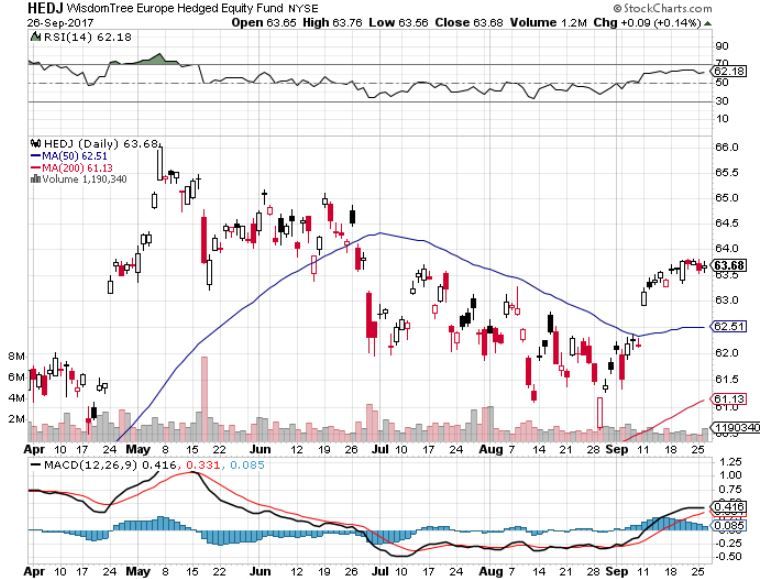 HEDJ WisdomTree Europe Hedged Equity Fund NYSE © StockCharts.com
26-Sep-2017 Open 63.65 High 63.76 Low 63.56 Close 63.68 Volume 1.2M Chg +0.09 (+0.14%)
RSI(14) 62.18
90
70
62.18
50
30
10
HEDJ (Daily) 63.68
MA(50) 62.51
MA(200) 61.13
Volume 1,190,340
66.0
65.5
65.0
64.5
64.0
63.68
63.5
63.0
62.51
62.0
61.5
61.13
61.0
1190340
8M
6M
4M
2M
Apr 10 17 24 May 8 15 22 Jun 12 19 26 Jul 10 17 24 Aug 7 14 21 28 Sep 11 18 25
MACD(12,26,9) 0.416, 0.331, 0.085
1.25
1.00
0.75
0.50
0.416
0.085
-0.25
-0.50
Apr 10 17 24 May 8 15 22 Jun 12 19 26 Jul 10 17 24 Aug 7 14 21 28 Sep 11 18 25